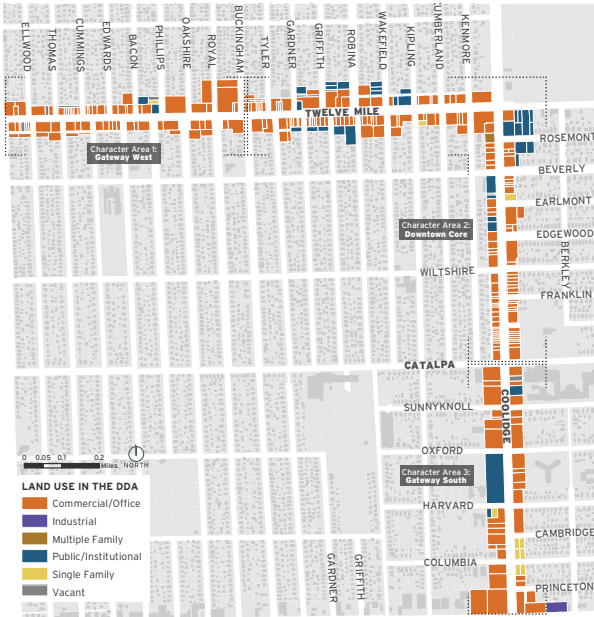 ELLWOOD
THOMAS
CUMMINGS
EDWARDS
BACON
PHILLIPS
OAKSHIRE
ROYAL
BUCKINGHAM
TYLER
GARDNER
GRIFFITH
ROBINA
WAKEFIELD
KIPLING
CUMBERLAND
KENMORE
TWELVE MILE
Character Area 1:
Gateway West
ROSEMONT
BEVERLY
EARLMONT
Character Area 2:
Downtown Core
EDGEWOOD
BERKLEY
WILTSHIRE
FRANKLIN
CATALPA
COOLIDGE
SUNNYKNOLL
OXFORD
Character Area 3:
Gateway South
HARVARD
CAMBRIDGE
COLUMBIA
PRINCETON
GARDNER
GRIFFITH
0 0.05 0.1 0.2
Miles
NORTH
LAND USE IN THE DDA
Commercial/Office
Industrial
Multiple Family
Public/Institutional
Single Family
Vacant